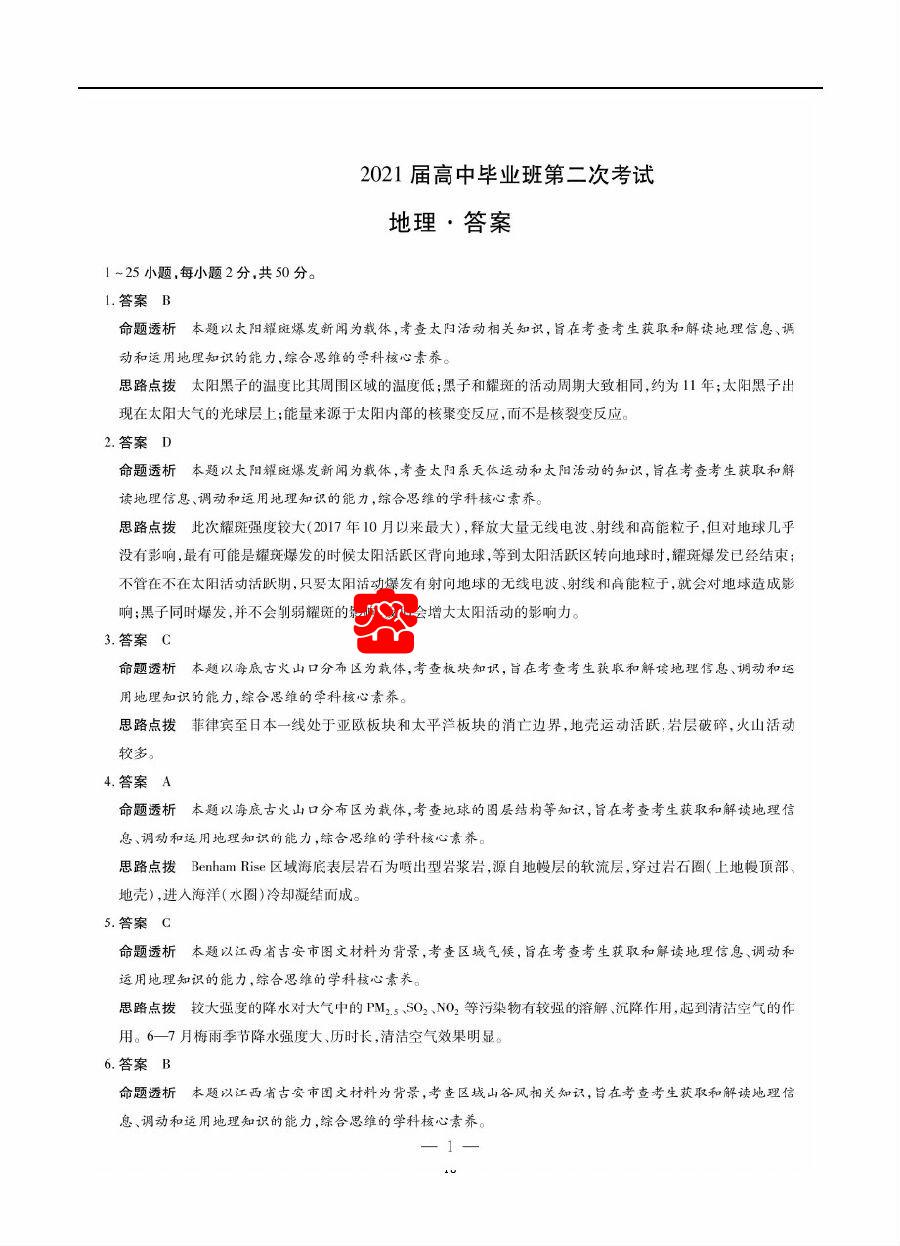 2021 届高中毕业班第二次考试
地理·答案
1~25 小题,每小题 2 分,共 50 分。
1. 答案 B
命题透析 本题以太阳耀斑爆发新闻为载体,考查太阳活动相关知识,旨在考查考生获取和解读地理信息、调
动和运用地理知识的能力,综合思维的学科核心素养。
思路点拨 太阳黑子的温度比其周围区域的温度低;黑子和耀斑的活动周期大致相同,约为 11 年;太阳黑子出
现在太阳大气的光球层上;能量来源于太阳内部的核聚变反应,而不是核裂变反应。
2. 答案 D
命题透析 本题以太阳耀斑爆发新闻为载体,考查太阳系天体运动和太阳活动的知识,旨在考查考生获取和解
读地理信息、调动和运用地理知识的能力,综合思维的学科核心素养。
思路点拨 此次耀斑强度较大(2017 年 10 月以来最大),释放大量无线电波、射线和高能粒子,但对地球几乎
没有影响,最有可能是耀斑爆发的时候太阳活跃区背向地球,等到太阳活跃区转向地球时,耀斑爆发已经结束;
不管在不在太阳活动活跃期,只要太阳活动爆发有射向地球的无线电波、射线和高能粒子,就会对地球造成影
响;黑子同时爆发,并不会削弱耀斑的影 会增大太阳活动的影响力。
3. 答案 C
命题透析 本题以海底古火山口分布区为载体,考查板块知识,旨在考查考生获取和解读地理信息、调动和运
用地理知识的能力,综合思维的学科核心素养。
思路点拨 菲律宾至日本一线处于亚欧板块和太平洋板块的消亡边界,地壳运动活跃,岩层破碎,火山活动
较多。
4. 答案 A
命题透析 本题以海底古火山口分布区为载体,考查地球的圈层结构等知识,旨在考查考生获取和解读地理信
息、调动和运用地理知识的能力,综合思维的学科核心素养。
思路点拨 Benham Rise 区域海底表层岩石为喷出型岩浆岩,源自地幔层的软流层,穿过岩石圈(上地幔顶部、
地壳),进入海洋(水圈)冷却凝结而成。
5. 答案 C
命题透析 本题以江西省吉安市图文材料为背景,考查区域气候,旨在考查考生获取和解读地理信息、调动和
运用地理知识的能力,综合思维的学科核心素养。
思路点拨 较大强度的降水对大气中的 PM2.5、SO2、NO2 等污染物有较强的溶解、沉降作用,起到清洁空气的作
用。6—7 月梅雨季节降水强度大、历时长,清洁空气效果明显。
6. 答案 B
命题透析 本题以江西省吉安市图文材料为背景,考查区域山谷风相关知识,旨在考查考生获取和解读地理信
息、调动和运用地理知识的能力,综合思维的学科核心素养。
— 1 —